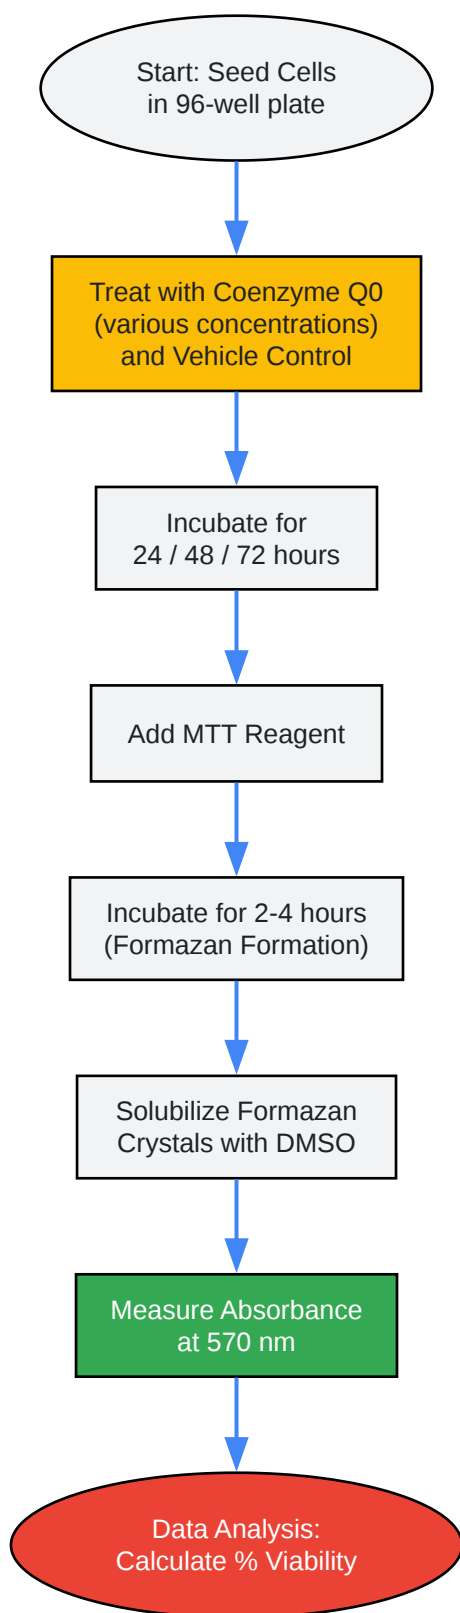 Start: Seed Cells
in 96-well plate
Treat with Coenzyme Q0
(various concentrations)
and Vehicle Control
Incubate for
24 / 48 / 72 hours
Add MTT Reagent
Incubate for 2-4 hours
(Formazan Formation)
Solubilize Formazan
Crystals with DMSO
Measure Absorbance
at 570 nm
Data Analysis:
Calculate % Viability